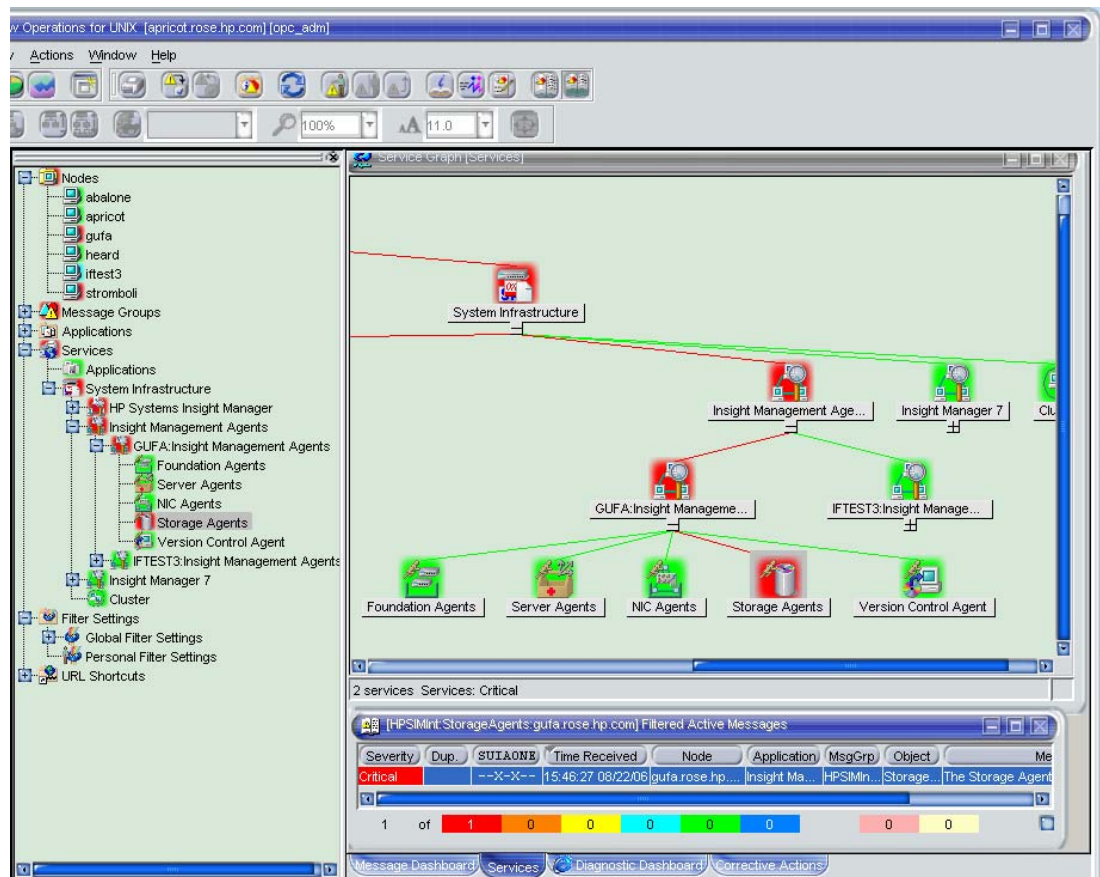 w Operations for UNIX [apricot.rose.hp.com] [opc_adm]
Actions Window Help
100% 11.0
Nodes
abalone
apricot
gufa
heard
iftest3
stromboli
Message Groups
Applications
Services
Applications
System Infrastructure
HP Systems Insight Manager
Insight Management Agents
GUFA:Insight Management Agents
Foundation Agents
Server Agents
NIC Agents
Storage Agents
Version Control Agent
IFTEST3:Insight Management Agents
Insight Manager 7
Cluster
Filter Settings
Global Filter Settings
Personal Filter Settings
URL Shortcuts
Service Graph [Services]
System Infrastructure
Insight Management Age... Insight Manager 7 Clu
GUFA:Insight Manageme... IFTEST3:Insight Manage...
Foundation Agents Server Agents NIC Agents Storage Agents Version Control Agent
2 services Services: Critical
[HPSIMInt:StorageAgents:gufa.rose.hp.com] Filtered Active Messages
Severity Dup. SUIAONE Time Received Node Application MsgGrp Object Me
Critical --X-X-- 15:46:27 08/22/06 gufa.rose.hp.... Insight Ma... HPSIMIn... Storage... The Storage Agent
1 of 1 0 0 0 0 0 0 0
Message Dashboard Services Diagnostic Dashboard Corrective Actions